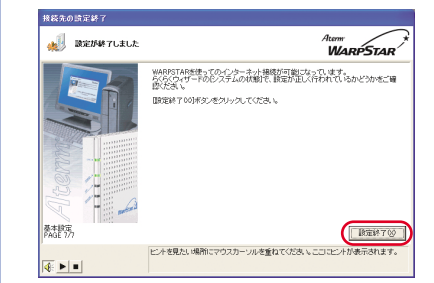 接続先の設定終了
設定が終了しました
Aterm
WARPSTAR
WARPSTARを使ってのインターネット接続が可能になっています。
らくらくウィザードの[システムの状態]で、設定が正しく行われているかどうかをご確
認ください。
[設定終了(X)]ボタンをクリックしてください。
Aterm
基本設定
PAGE 7/7
設定終了(X)
ヒントを見たい場所にマウスカーソルを重ねてください。ここにヒントが表示されます。